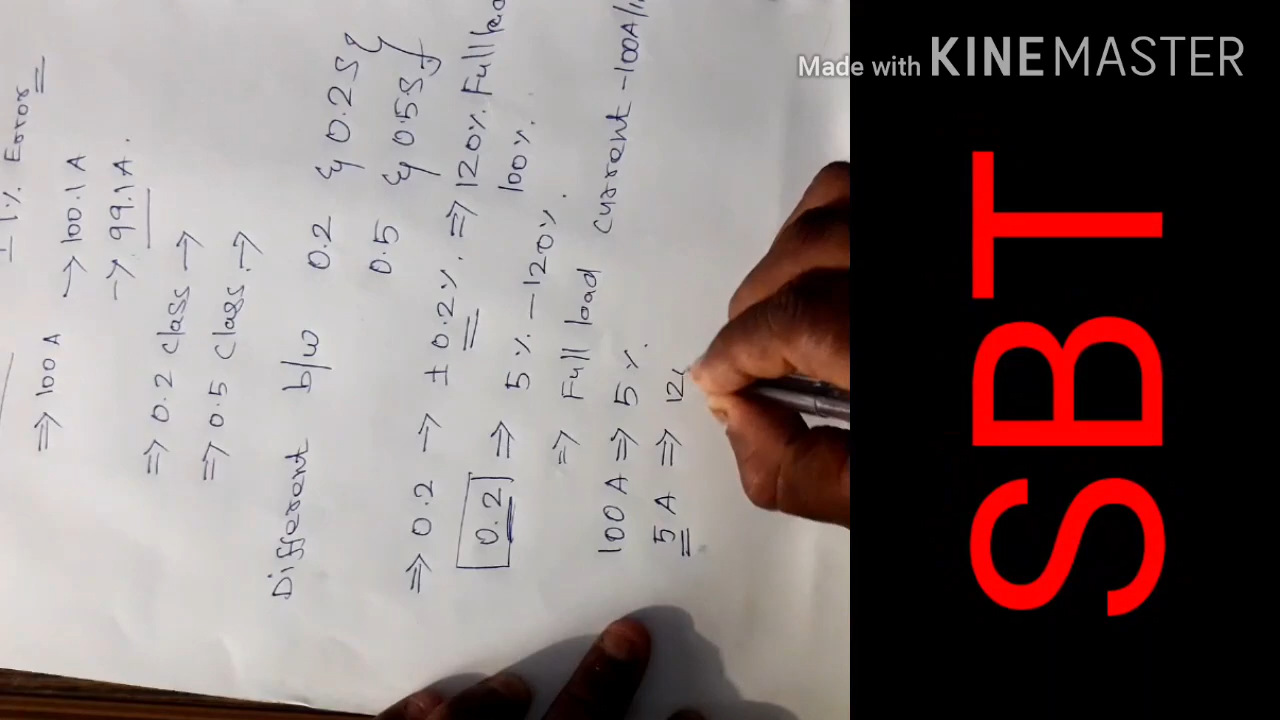 ± 1% Error
⇒ 100 A → 100.1 A
→ 99.1 A.
⇒ 0.2 class →
⇒ 0.5 class →
Different b/w 0.2 & 0.2S
0.5 & 0.5S
⇒ 0.2 → ± 0.2% ⇒ 120% Full
0.2 ⇒ 5% - 120% 100%.
⇒ Full load current - 100A/
100 A ⇒ 5%.
5 A ⇒ 12
Made with KINEMASTER
SBT